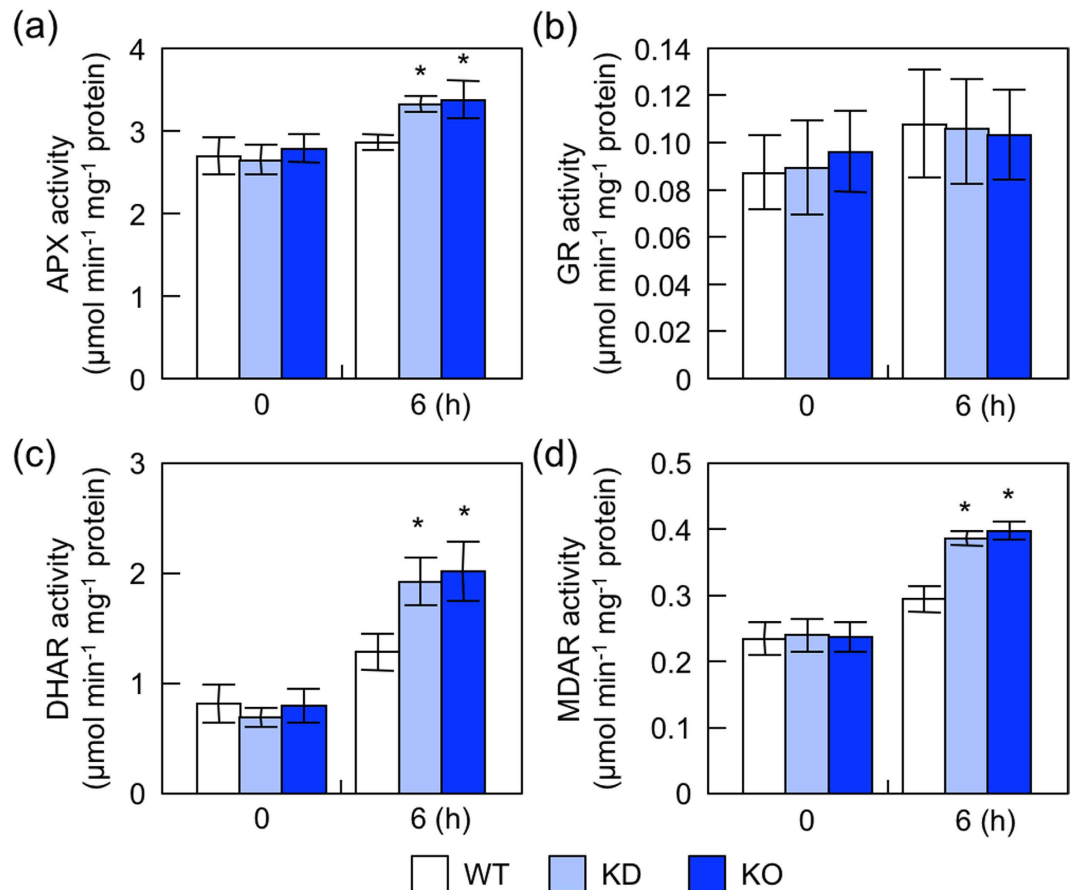 (a)
APX activity
(µmol min⁻¹ mg⁻¹ protein)
4
3
2
1
0
* *
0 6 (h)
(b)
GR activity
(µmol min⁻¹ mg⁻¹ protein)
0.14
0.12
0.10
0.08
0.06
0.04
0.02
0
0 6 (h)
(c)
DHAR activity
(µmol min⁻¹ mg⁻¹ protein)
3
2
1
0
* *
0 6 (h)
(d)
MDAR activity
(µmol min⁻¹ mg⁻¹ protein)
0.5
0.4
0.3
0.2
0.1
0
* *
0 6 (h)
WT KD KO